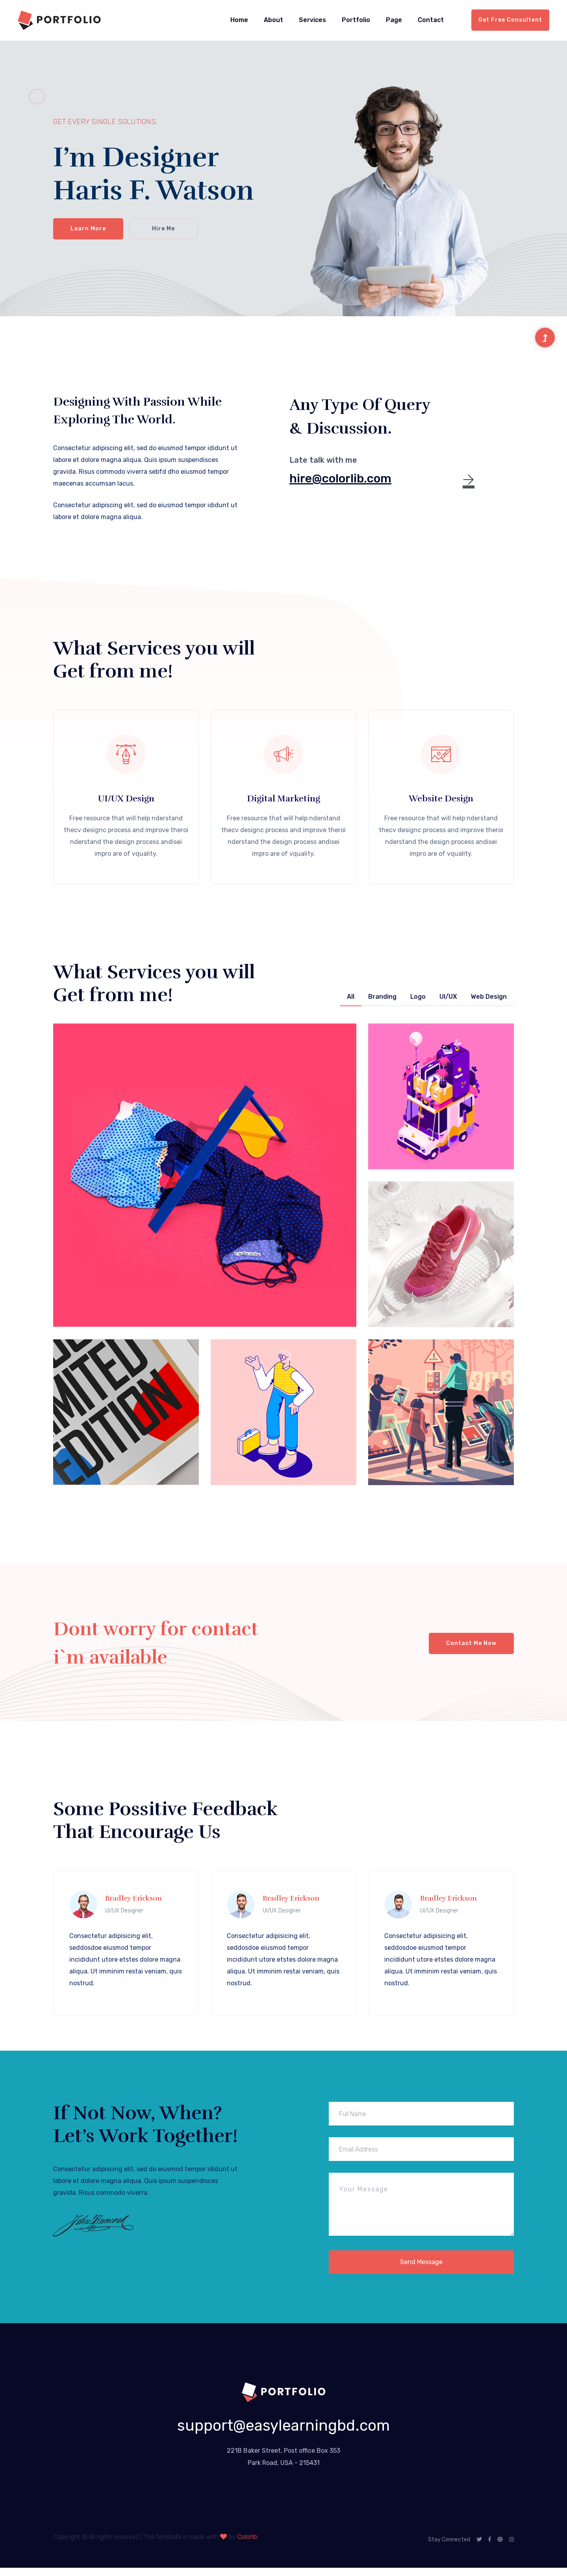 PORTFOLIO
Home About Services Portfolio Page Contact
Get Free Consultent
GET EVERY SINGLE SOLUTIONS.
I’m Designer
Haris F. Watson
Learn More
Hire Me
Designing With Passion While
Exploring The World.
Consectetur adipiscing elit, sed do eiusmod tempor ididunt ut
labore et dolore magna aliqua. Quis ipsum suspendisces
gravida. Risus commodo viverra sebfd dho eiusmod tempor
maecenas accumsan lacus.
Consectetur adipiscing elit, sed do eiusmod tempor ididunt ut
labore et dolore magna aliqua.
Any Type Of Query
& Discussion.
Late talk with me
hire@colorlib.com
What Services you will
Get from me!
UI/UX Design
Free resource that will help nderstand
thecv designc process and improve theroi
nderstand the design process andisei
impro are of vquality.
Digital Marketing
Free resource that will help nderstand
thecv designc process and improve theroi
nderstand the design process andisei
impro are of vquality.
Website Design
Free resource that will help nderstand
thecv designc process and improve theroi
nderstand the design process andisei
impro are of vquality.
What Services you will
Get from me!
All Branding Logo UI/UX Web Design
IMITED
EDITION
Dont worry for contact
i`m available
Contact Me Now
Some Possitive Feedback
That Encourage Us
Bradley Erickson
UI/UX Designer
Consectetur adipisicing elit,
seddosdoe eiusmod tempor
incididunt utore etstes dolore magna
aliqua. Ut imminim restai veniam, quis
nostrud.
Bradley Erickson
UI/UX Designer
Consectetur adipisicing elit,
seddosdoe eiusmod tempor
incididunt utore etstes dolore magna
aliqua. Ut imminim restai veniam, quis
nostrud.
Bradley Erickson
UI/UX Designer
Consectetur adipisicing elit,
seddosdoe eiusmod tempor
incididunt utore etstes dolore magna
aliqua. Ut imminim restai veniam, quis
nostrud.
If Not Now, When?
Let’s Work Together!
Consectetur adipiscing elit, sed do eiusmod tempor ididunt ut
labore et dolore magna aliqua. Quis ipsum suspendisces
gravida. Risus commodo viverra.
Full Name
Email Address
Your Message
Send Message
PORTFOLIO
support@easylearningbd.com
221B Baker Street, Post office Box 353
Park Road, USA - 215431
Copyright © All rights reserved | This template is made with by Colorlib
Stay Connected